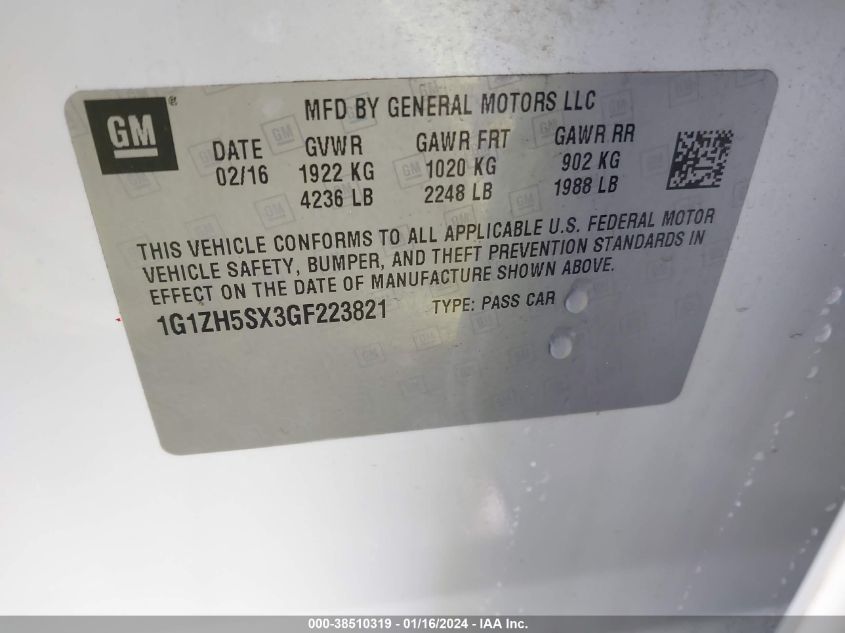 GM ®
MFD BY GENERAL MOTORS LLC
DATE GVWR GAWR FRT GAWR RR
02/16 1922 KG 1020 KG 902 KG
4236 LB 2248 LB 1988 LB
THIS VEHICLE CONFORMS TO ALL APPLICABLE U.S. FEDERAL MOTOR
VEHICLE SAFETY, BUMPER, AND THEFT PREVENTION STANDARDS IN
EFFECT ON THE DATE OF MANUFACTURE SHOWN ABOVE.
1G1ZH5SX3GF223821 TYPE: PASS CAR
000-38510319 - 01/16/2024 - IAA Inc.